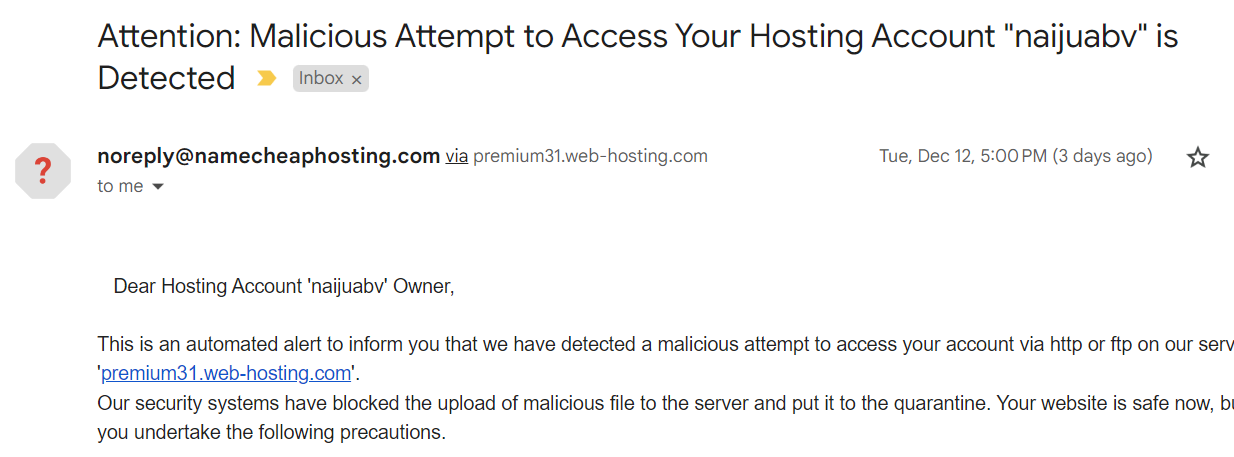 Attention: Malicious Attempt to Access Your Hosting Account "naijuabv" is
Detected Inbox ×
?
noreply@namecheaphosting.com via premium31.web-hosting.com Tue, Dec 12, 5:00 PM (3 days ago)
to me
Dear Hosting Account 'naijuabv' Owner,
This is an automated alert to inform you that we have detected a malicious attempt to access your account via http or ftp on our serv
'premium31.web-hosting.com'.
Our security systems have blocked the upload of malicious file to the server and put it to the quarantine. Your website is safe now,
you undertake the following precautions.